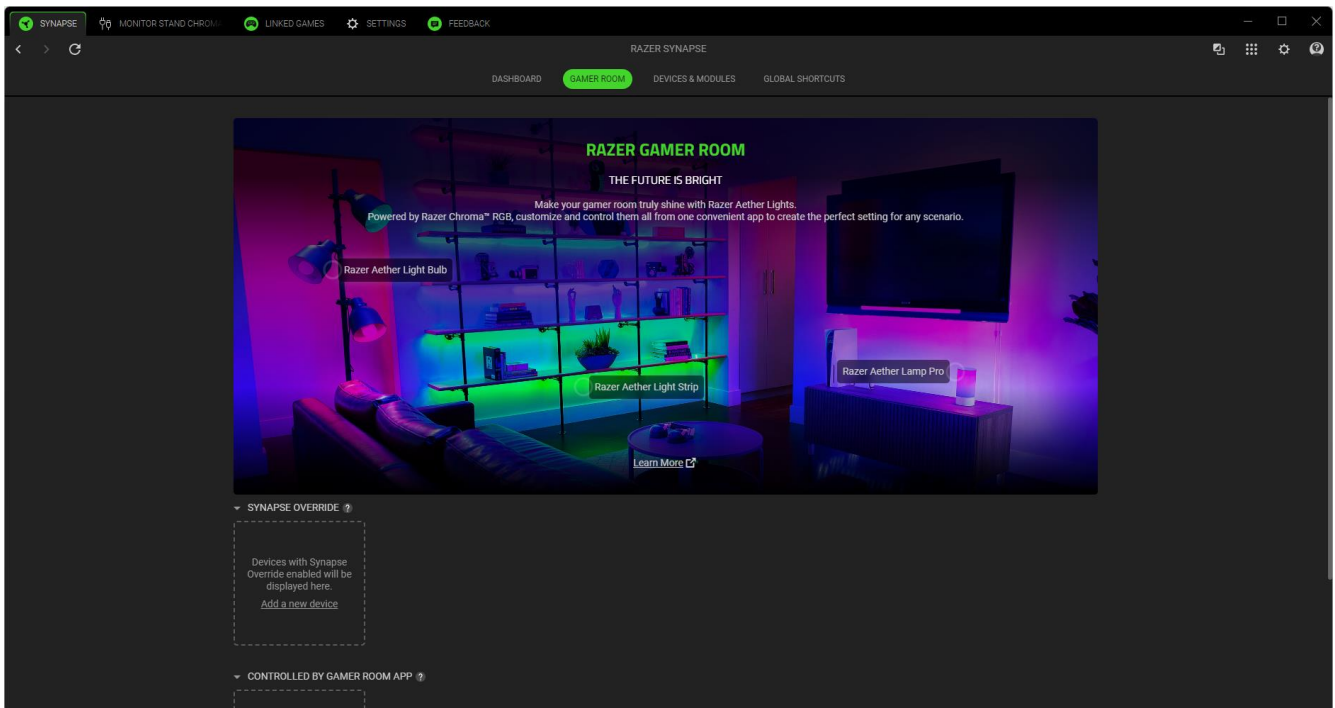 SYNAPSE
MONITOR STAND CHROM
LINKED GAMES
SETTINGS
FEEDBACK
RAZER SYNAPSE
DASHBOARD
GAMER ROOM
DEVICES & MODULES
GLOBAL SHORTCUTS
RAZER GAMER ROOM
THE FUTURE IS BRIGHT
Make your gamer room truly shine with Razer Aether Lights.
Powered by Razer Chroma™ RGB, customize and control them all from one convenient app to create the perfect setting for any scenario.
Razer Aether Light Bulb
Razer Aether Lamp Pro
Razer Aether Light Strip
Learn More
SYNAPSE OVERRIDE ?
Devices with Synapse
Override enabled will be
displayed here.
Add a new device
CONTROLLED BY GAMER ROOM APP ?